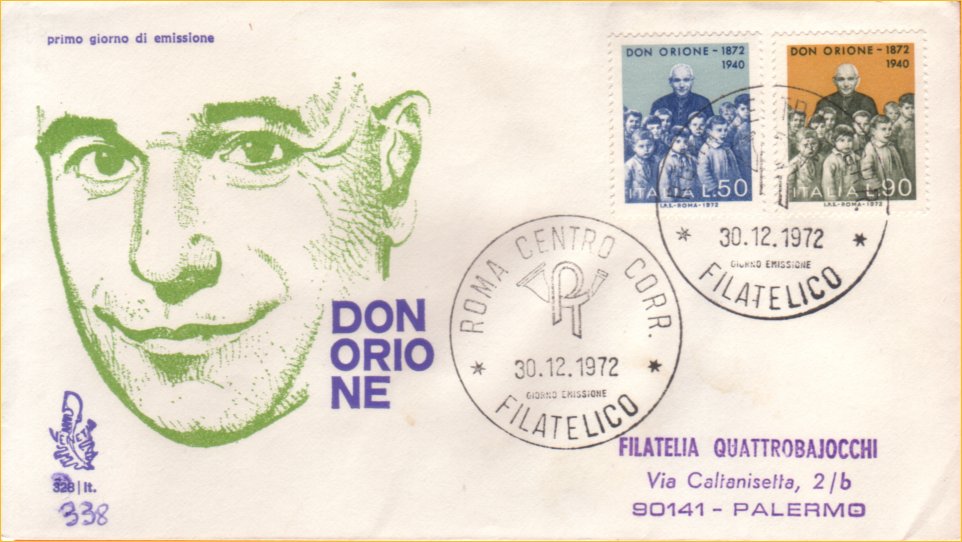 primo giorno di emissione
DON ORIONE - 1872
1940
ITALIA L.50
I.P.S.-ROMA-1972
DON ORIONE - 1872
1940
ITALIA L.90
I.P.S.-ROMA-1972
30.12.1972
GIORNO EMISSIONE
FILATELICO
ROMA CENTRO CORR.
30.12.1972
GIORNO EMISSIONE
FILATELICO
DON
ORIO
NE
328 | It.
338
FILATELIA QUATTROBAJOCCHI
Via Caltanisetta, 2/b
90141 - PALERMO